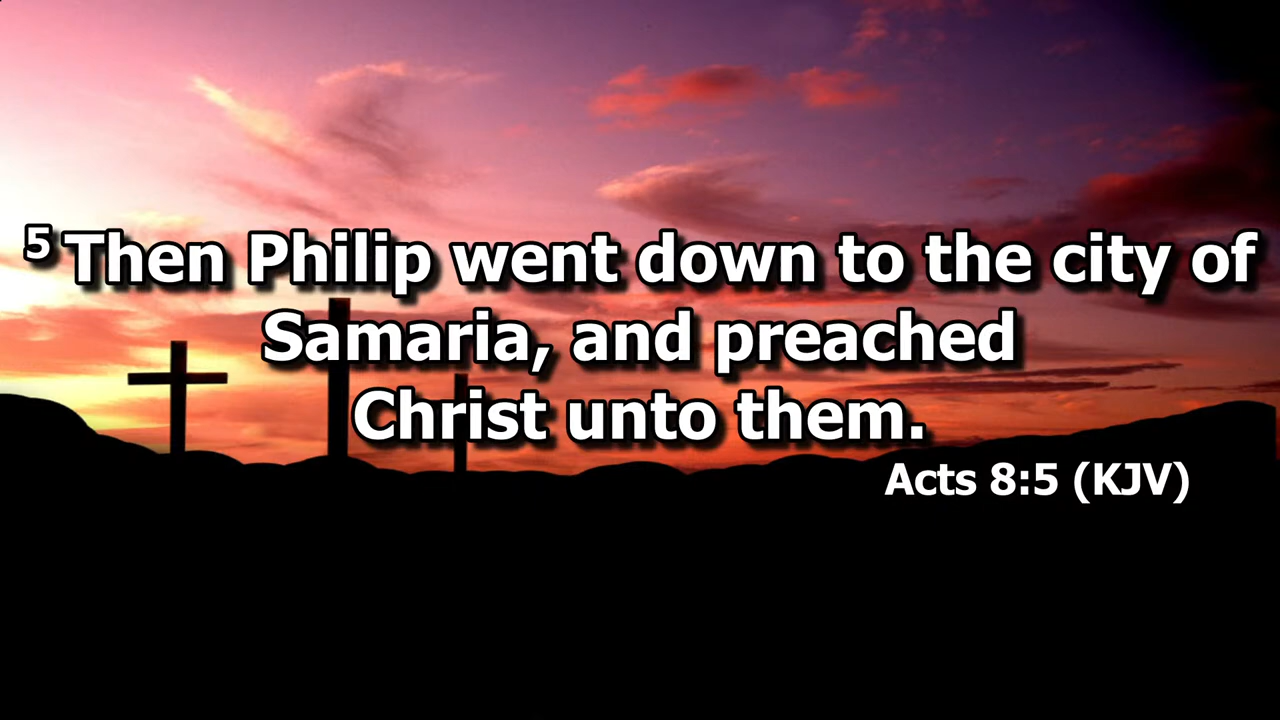 5 Then Philip went down to the city of
Samaria, and preached
Christ unto them.
Acts 8:5 (KJV)